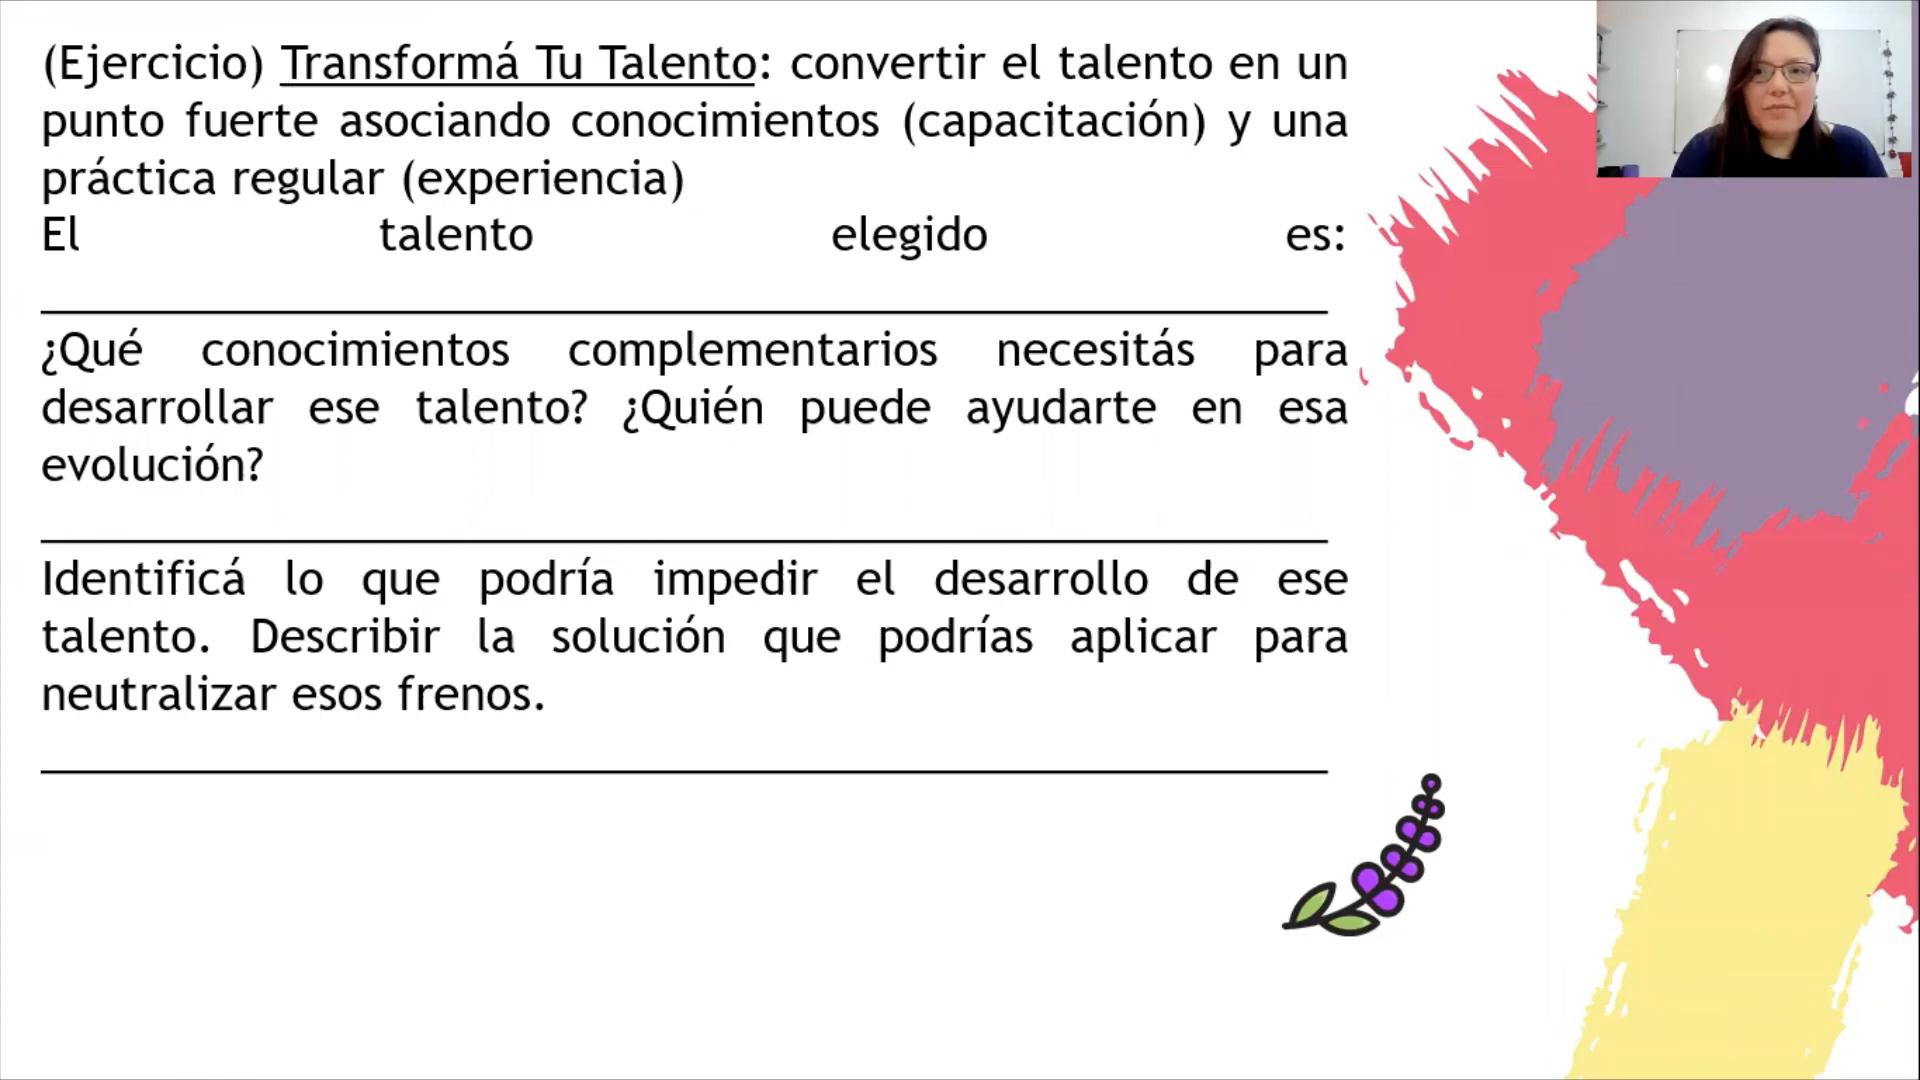 (Ejercicio) Transformá Tu Talento: convertir el talento en un
punto fuerte asociando conocimientos (capacitación) y una
práctica regular (experiencia)
El talento elegido es:
¿Qué conocimientos complementarios necesitás para
desarrollar ese talento? ¿Quién puede ayudarte en esa
evolución?
Identificá lo que podría impedir el desarrollo de ese
talento. Describir la solución que podrías aplicar para
neutralizar esos frenos.